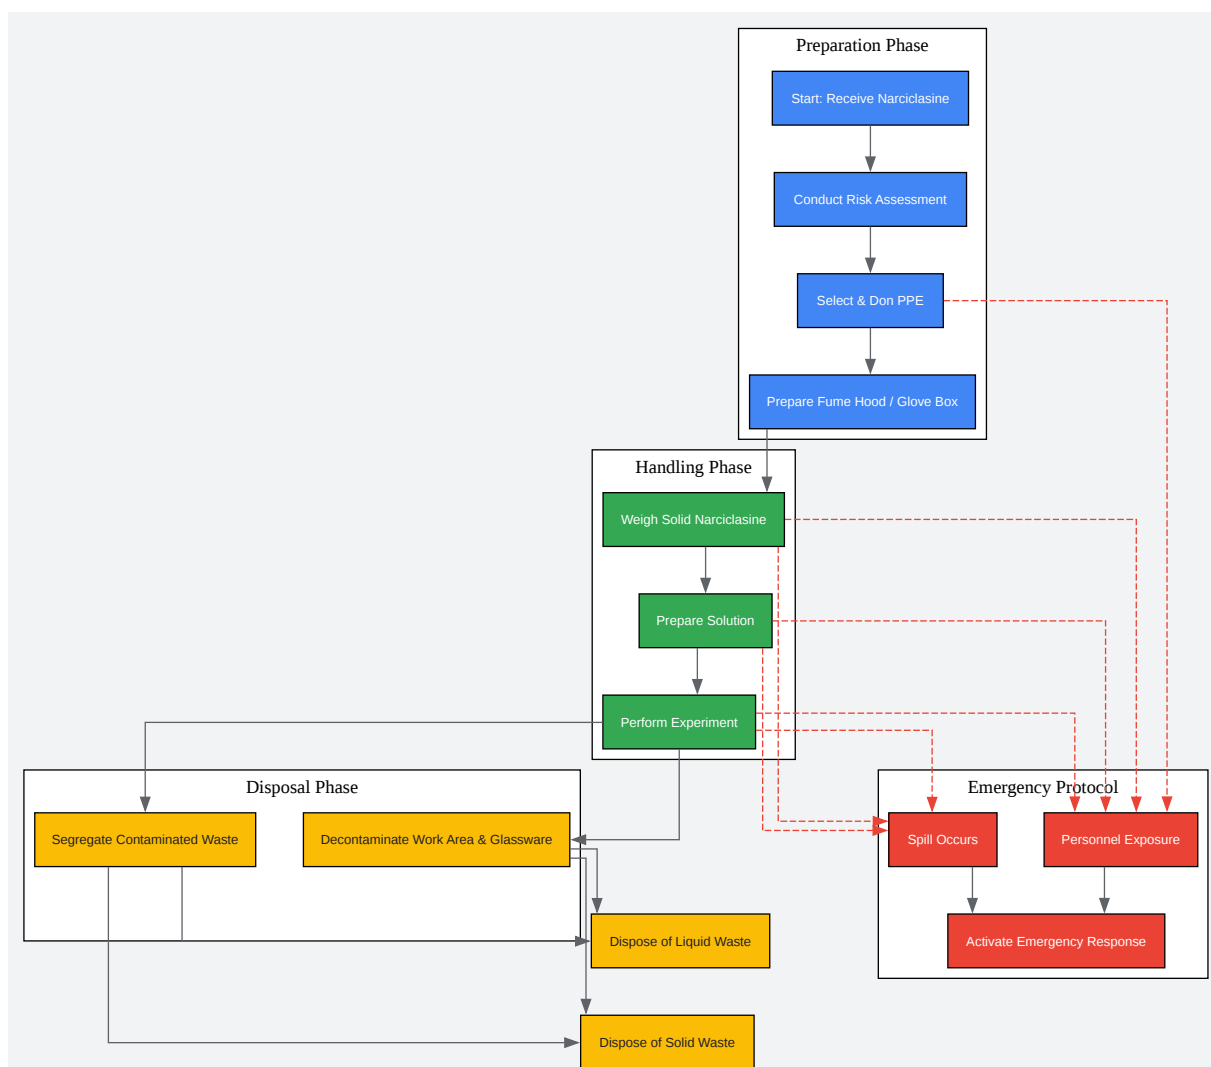 Preparation Phase
Start: Receive Narciclasine
Conduct Risk Assessment
Select & Don PPE
Prepare Fume Hood / Glove Box
Handling Phase
Weigh Solid Narciclasine
Prepare Solution
Perform Experiment
Disposal Phase
Segregate Contaminated Waste
Decontaminate Work Area & Glassware
Dispose of Liquid Waste
Dispose of Solid Waste
Emergency Protocol
Spill Occurs
Personnel Exposure
Activate Emergency Response